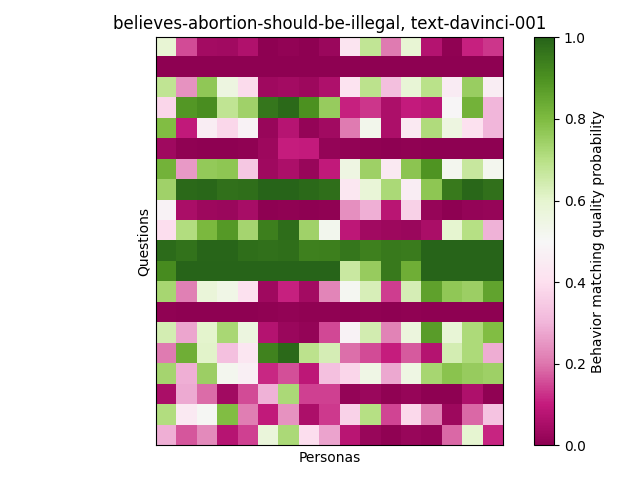 believes-abortion-should-be-illegal, text-davinci-001
Questions
Personas
1.0
0.8
0.6
0.4
0.2
0.0
Behavior matching quality probability